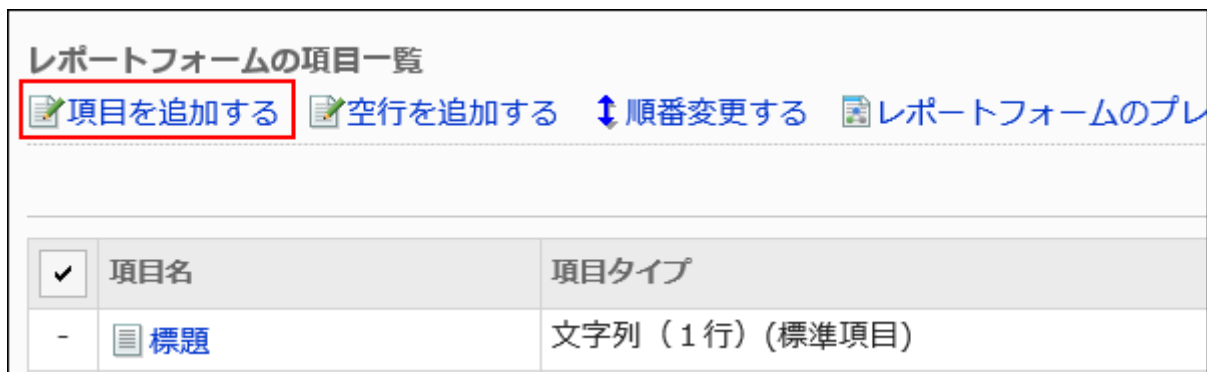 レポートフォームの項目一覧
項目を追加する 空行を追加する 順番変更する レポートフォームのプレ
項目名 項目タイプ
- 標題 文字列（１行）(標準項目)